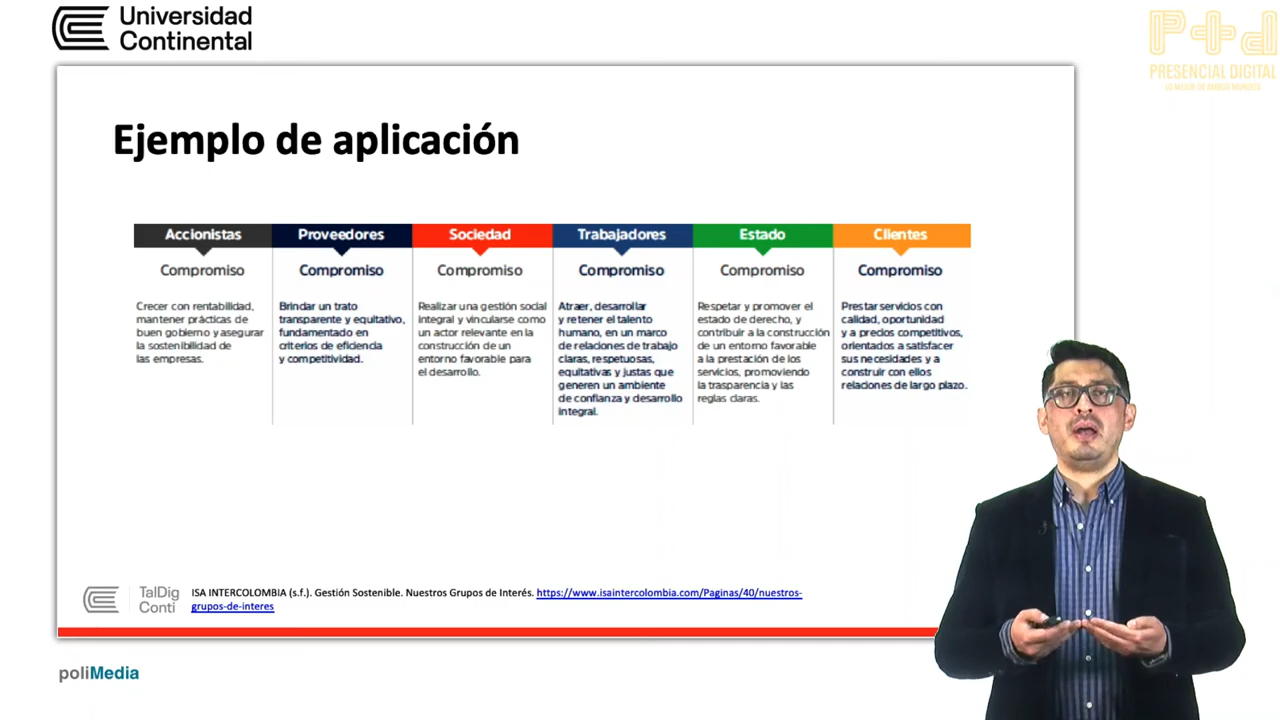 Universidad
Continental
P+d
PRESENCIAL DIGITAL
LO MEJOR DE AMBOS MUNDOS
Ejemplo de aplicación
Accionistas
Compromiso
Crecer con rentabilidad,
mantener prácticas de
buen gobierno y asegurar
la sostenibilidad de
las empresas.
Proveedores
Compromiso
Brindar un trato
transparente y equitativo,
fundamentado en
criterios de eficiencia
y competitividad.
Sociedad
Compromiso
Realizar una gestión social
integral y vincularse como
un actor relevante en la
construcción de un
entorno favorable para
el desarrollo.
Trabajadores
Compromiso
Atraer, desarrollar
y retener el talento
humano, en un marco
de relaciones de trabajo
claras, respetuosas,
equitativas y justas que
generen un ambiente
de confianza y desarrollo
integral.
Estado
Compromiso
Respetar y promover el
estado de derecho, y
contribuir a la construcción
de un entorno favorable
a la prestación de los
servicios, promoviendo
la trasparencia y las
reglas claras.
Clientes
Compromiso
Prestar servicios con
calidad, oportunidad
y a precios competitivos,
orientados a satisfacer
sus necesidades y a
construir con ellos
relaciones de largo plazo.
TalDig
Conti
ISA INTERCOLOMBIA (s.f.). Gestión Sostenible. Nuestros Grupos de Interés. https://www.isaintercolombia.com/Paginas/40/nuestros-
grupos-de-interes
poliMedia